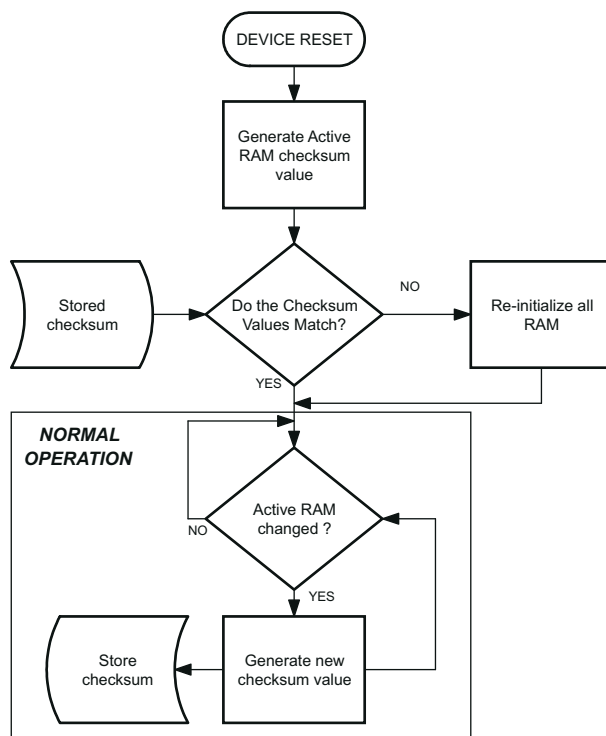 DEVICE RESET
Generate Active
RAM checksum
value
Stored
checksum
Do the Checksum
Values Match?
NO
Re-initialize all
RAM
YES
NORMAL
OPERATION
Active RAM
changed ?
NO
YES
Store
checksum
Generate new
checksum value